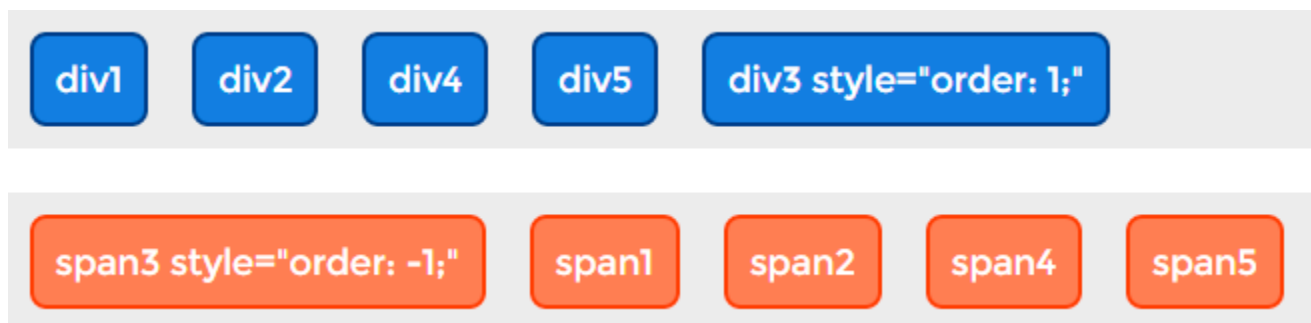 div1 div2 div4 div5 div3 style="order: 1;"
span3 style="order: -1;" span1 span2 span4 span5